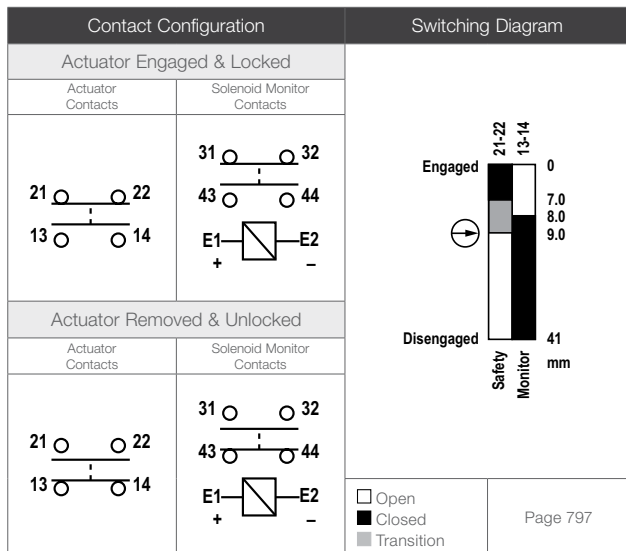 Contact Configuration
Switching Diagram
Actuator Engaged & Locked
Actuator
Contacts
Solenoid Monitor
Contacts
21 22
13 14
31 32
43 44
E1 E2
+ –
Actuator Removed & Unlocked
Actuator
Contacts
Solenoid Monitor
Contacts
21 22
13 14
31 32
43 44
E1 E2
+ –
21-22
13-14
Engaged 0
7.0
8.0
9.0
Disengaged 41
mm
Safety
Monitor
Open
Closed
Transition
Page 797